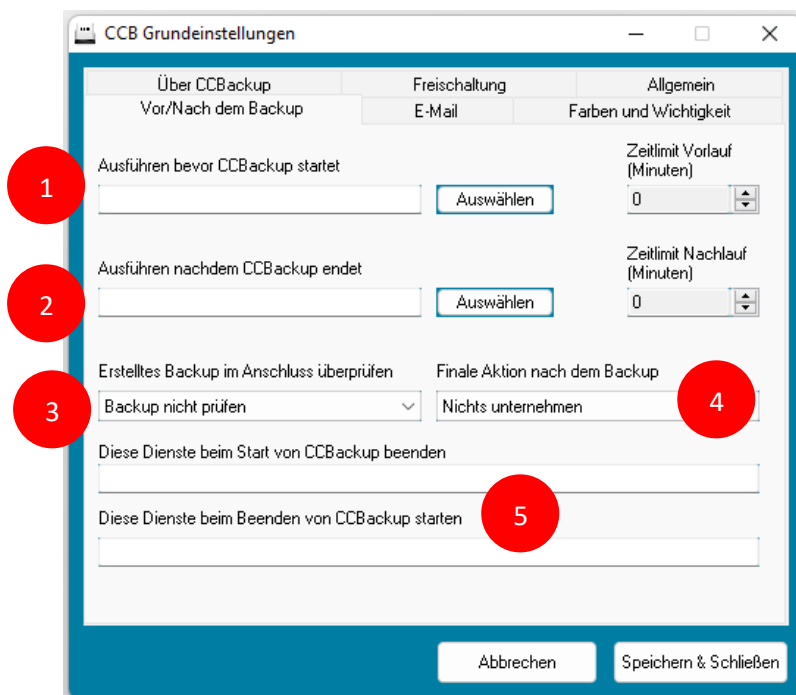 CCB Grundeinstellungen
Über CCBackup Freischaltung Allgemein
Vor/Nach dem Backup E-Mail Farben und Wichtigkeit
Zeitlimit Vorlauf
(Minuten)
1
Ausführen bevor CCBackup startet
Auswählen 0
Zeitlimit Nachlauf
(Minuten)
Ausführen nachdem CCBackup endet
2
Auswählen 0
Erstelltes Backup im Anschluss überprüfen Finale Aktion nach dem Backup
3 Backup nicht prüfen Nichts unternehmen 4
Diese Dienste beim Start von CCBackup beenden
Diese Dienste beim Beenden von CCBackup starten 5
Abbrechen Speichern & Schließen